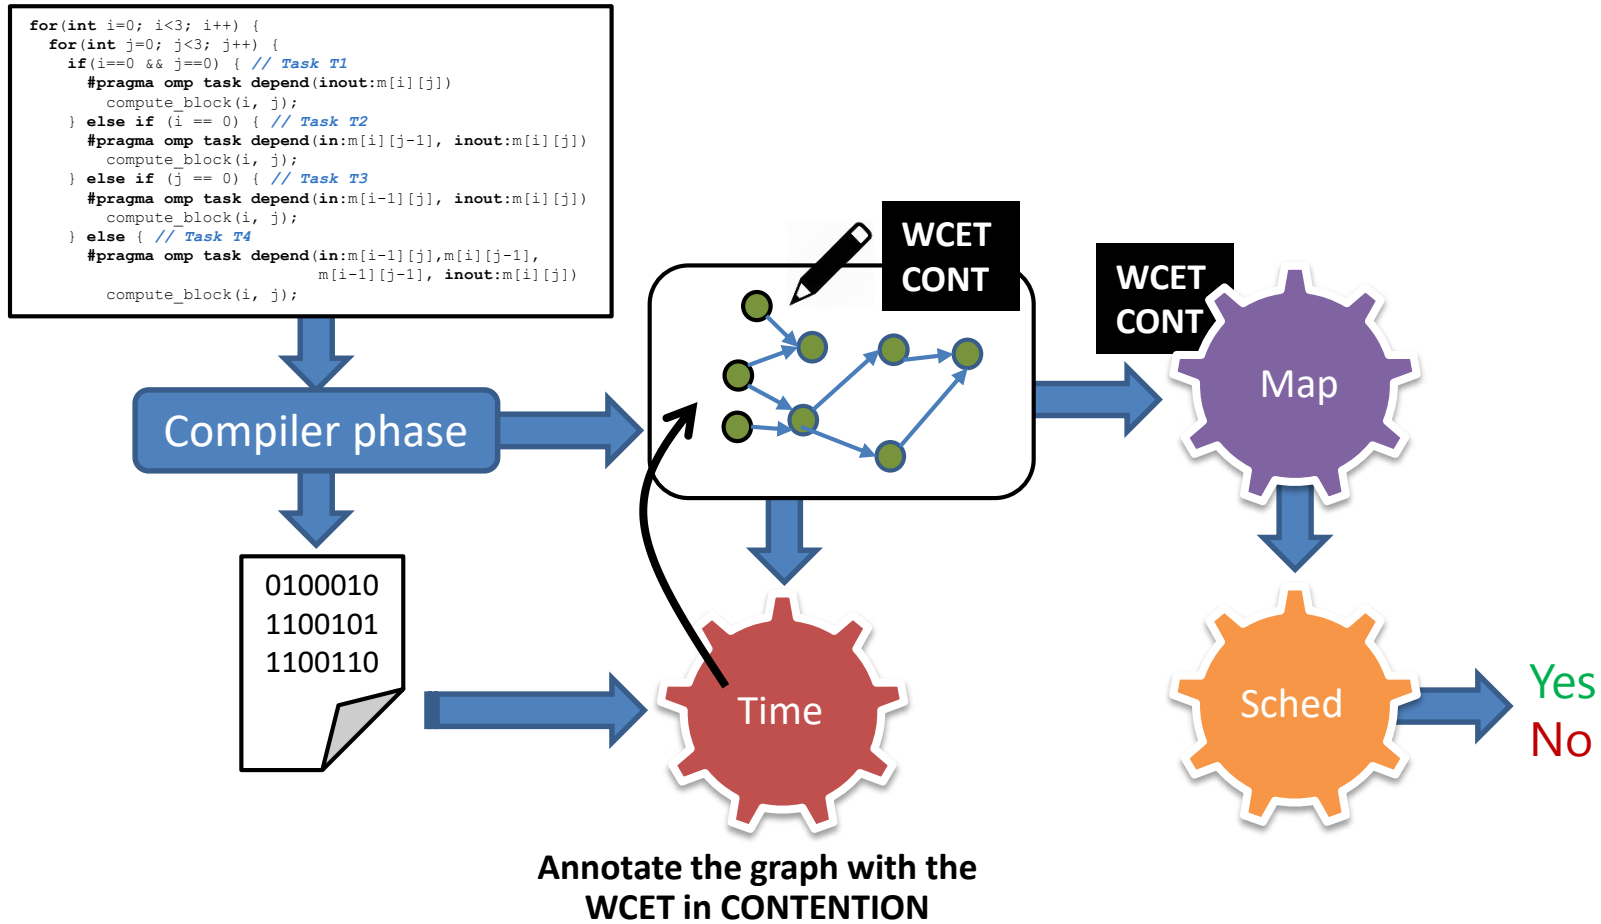 for(int i=0; i<3; i++) {
for(int j=0; j<3; j++) {
if(i==0 && j==0) { // Task T1
#pragma omp task depend(inout:m[i][j])
compute_block(i, j);
} else if (i == 0) { // Task T2
#pragma omp task depend(in:m[i][j-1], inout:m[i][j])
compute_block(i, j);
} else if (j == 0) { // Task T3
#pragma omp task depend(in:m[i-1][j], inout:m[i][j])
compute_block(i, j);
} else { // Task T4
#pragma omp task depend(in:m[i-1][j],m[i][j-1],
m[i-1][j-1], inout:m[i][j])
compute_block(i, j);
WCET
CONT
WCET
CONT
Map
Compiler phase
0100010
1100101
1100110
Time
Sched
Yes
No
Annotate the graph with the
WCET in CONTENTION